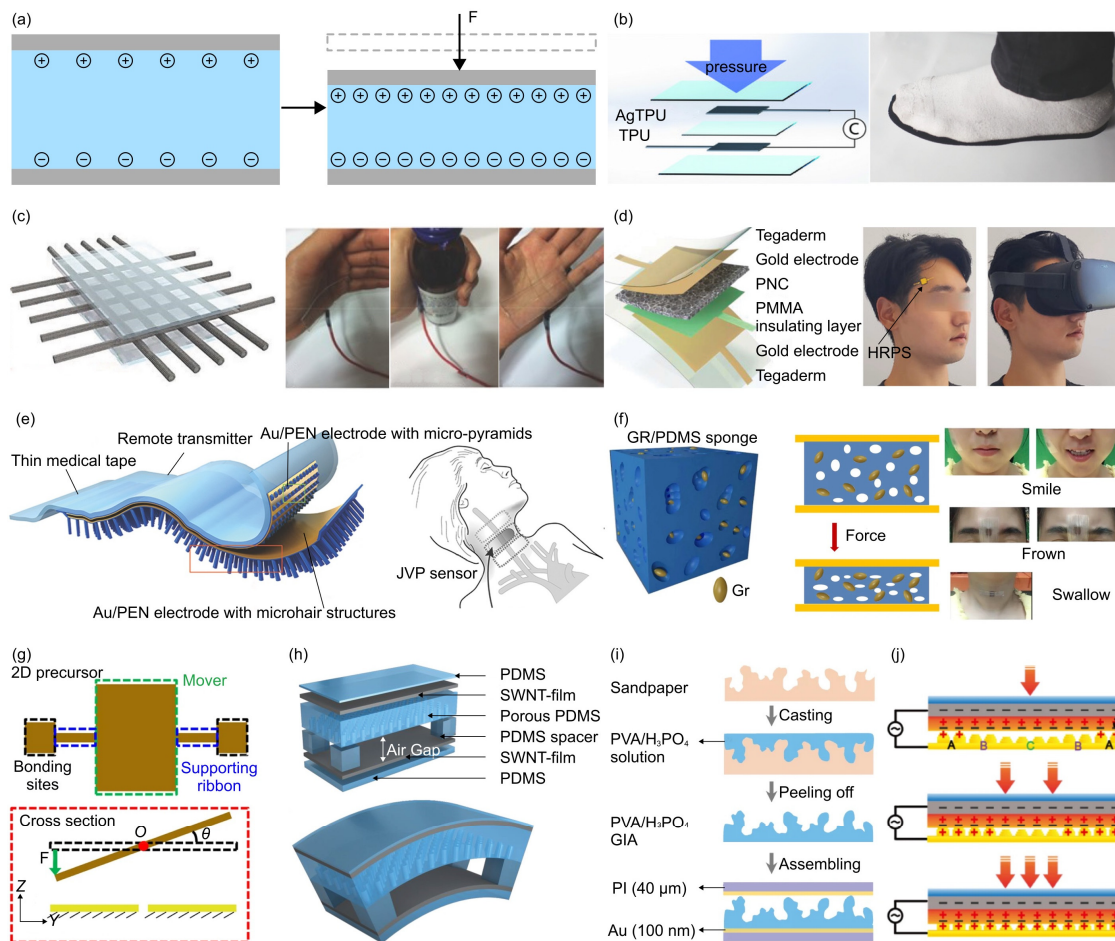 (a)
F
(b)
pressure
AgTPU
TPU
C
(c)
(d)
Tegaderm
Gold electrode
PNC
PMMA
insulating layer
Gold electrode
Tegaderm
HRPS
(e)
Remote transmitter
Au/PEN electrode with micro-pyramids
Thin medical tape
JVP sensor
Au/PEN electrode with microhair structures
(f)
GR/PDMS sponge
Gr
Force
Smile
Frown
Swallow
(g)
2D precursor
Mover
Bonding
sites
Supporting
ribbon
Cross section
O
θ
F
Z
Y
(h)
PDMS
SWNT-film
Porous PDMS
PDMS spacer
Air Gap
SWNT-film
PDMS
(i)
Sandpaper
Casting
PVA/H₃PO₄
solution
Peeling off
PVA/H₃PO₄
GIA
Assembling
PI (40 μm)
Au (100 nm)
(j)
A B C B A